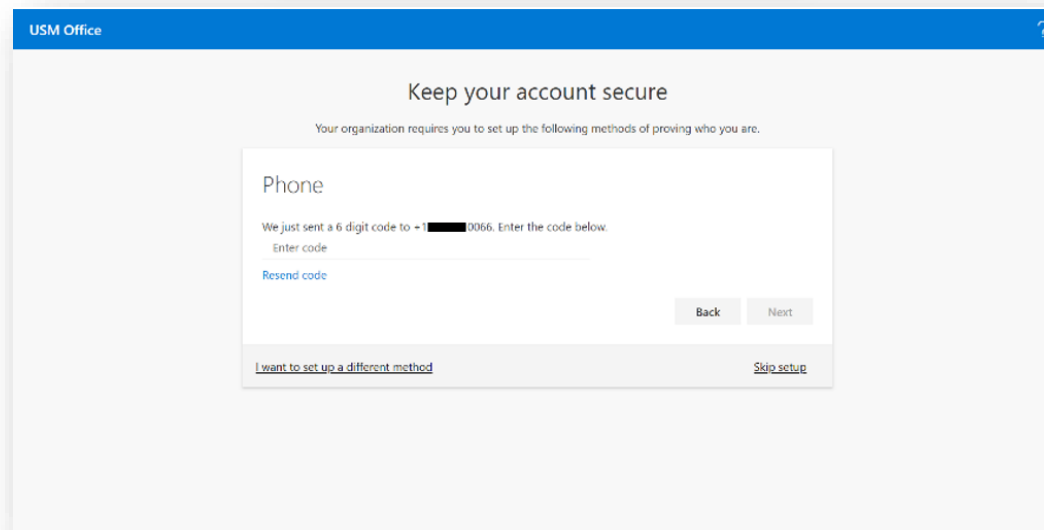 USM Office
?
Keep your account secure
Your organization requires you to set up the following methods of proving who you are.
Phone
We just sent a 6 digit code to +1 0066. Enter the code below.
Enter code
Resend code
Back Next
I want to set up a different method Skip setup